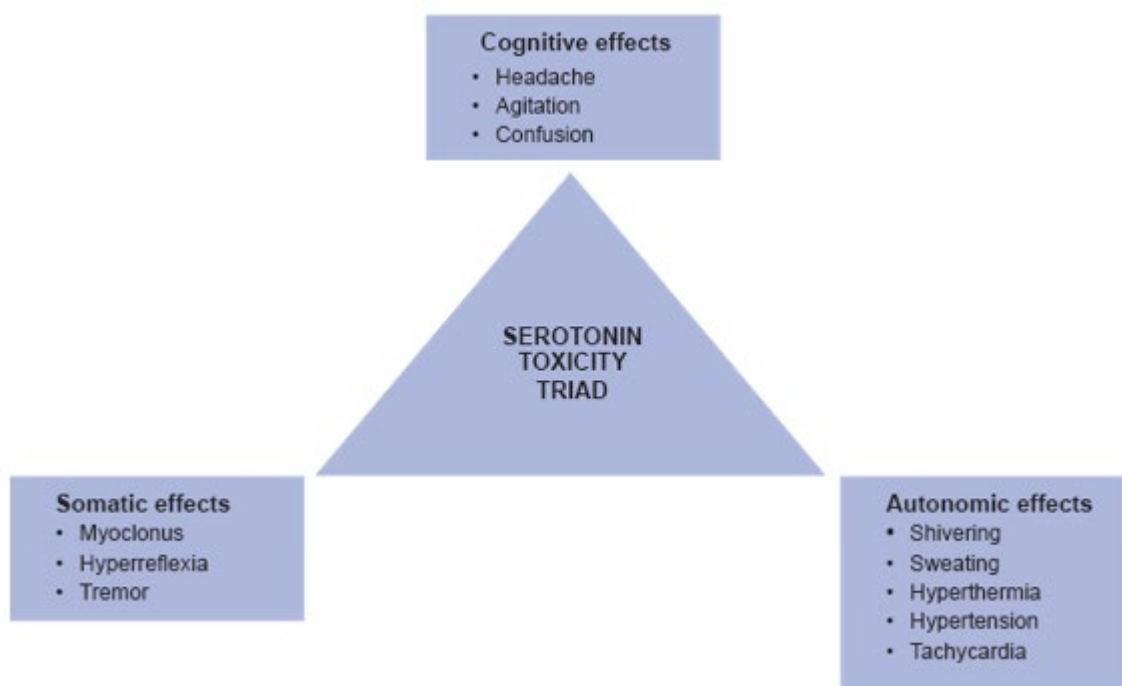 Cognitive effects
• Headache
• Agitation
• Confusion
SEROTONIN
TOXICITY
TRIAD
Somatic effects
• Myoclonus
• Hyperreflexia
• Tremor
Autonomic effects
• Shivering
• Sweating
• Hyperthermia
• Hypertension
• Tachycardia